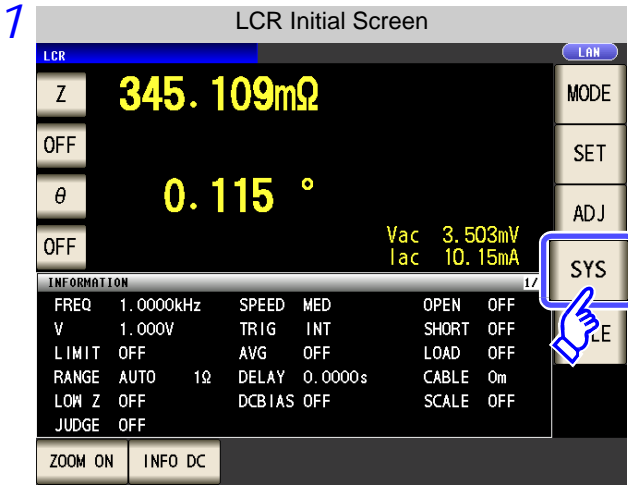 1
LCR Initial Screen
LCR
LAN
Z 345.109mΩ
MODE
OFF
SET
θ 0.115 °
ADJ
OFF
Vac 3.503mV
Iac 10.15mA
SYS
INFORMATION 1/
FREQ 1.0000kHz SPEED MED OPEN OFF
V 1.000V TRIG INT SHORT OFF
LIMIT OFF AVG OFF LOAD OFF
RANGE AUTO 1Ω DELAY 0.0000s CABLE 0m
LOW Z OFF DCBIAS OFF SCALE OFF
JUDGE OFF
ZOOM ON INFO DC